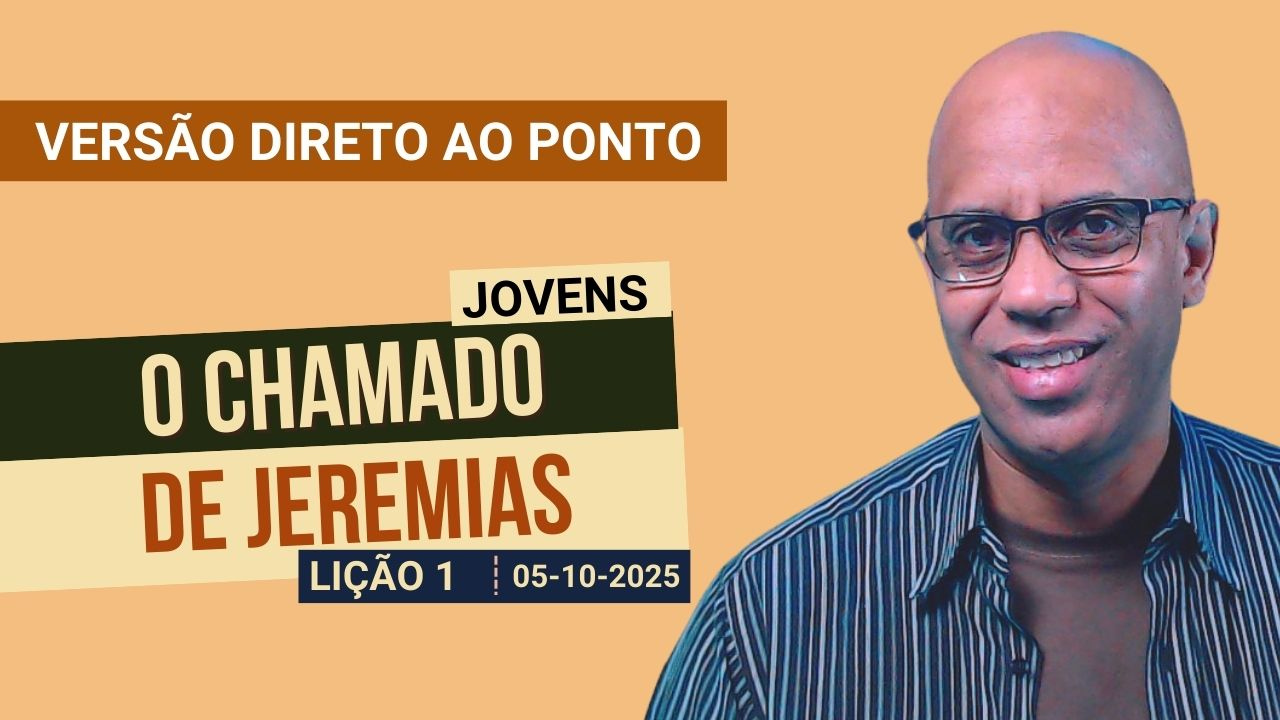 VERSÃO DIRETO AO PONTO
JOVENS
O CHAMADO
DE JEREMIAS
LIÇÃO 1 05-10-2025